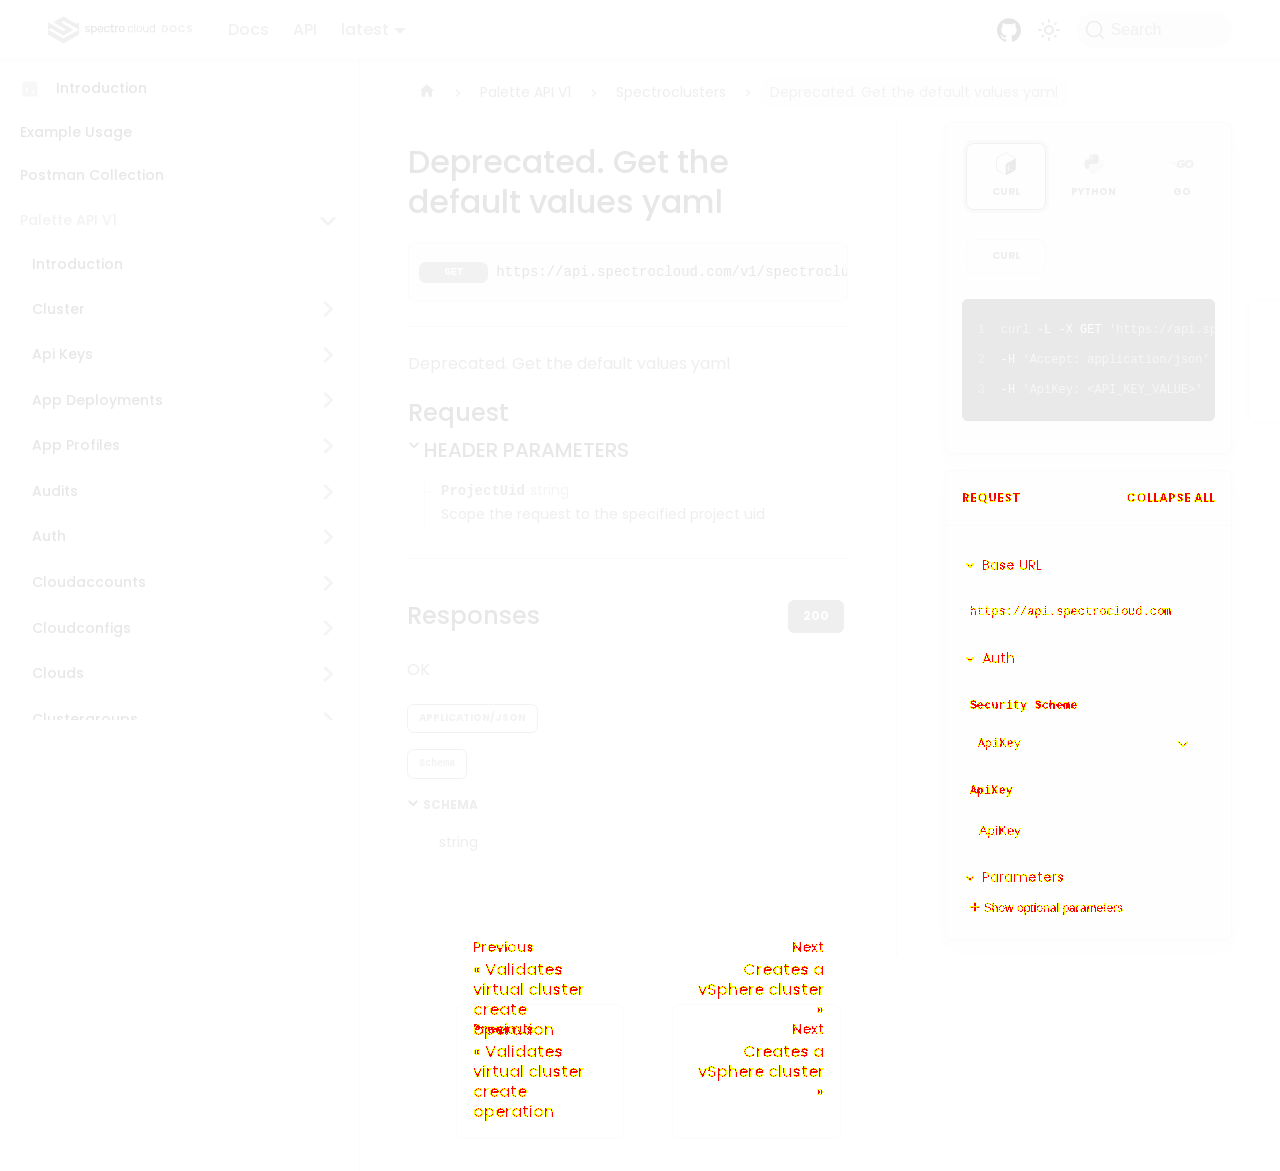 spectro cloud DOCS
Docs API latest
Search
Introduction
Example Usage
Postman Collection
Palette API V1
Introduction
Cluster
Api Keys
App Deployments
App Profiles
Audits
Auth
Cloudaccounts
Cloudconfigs
Clouds
Clustergroups
Palette API V1 Spectroclusters Deprecated. Get the default values yaml
Deprecated. Get the
default values yaml
GET https://api.spectrocloud.com/v1/spectroclu
Deprecated. Get the default values yaml
Request
HEADER PARAMETERS
ProjectUid string
Scope the request to the specified project uid
Responses
200
OK
APPLICATION/JSON
Schema
SCHEMA
string
Previous
« Validates
virtual cluster
create
operation
Previous
« Validates
virtual cluster
create
operation
Next
Creates a
vSphere cluster
»
Next
Creates a
vSphere cluster
»
CURL PYTHON GO
CURL
1 curl -L -X GET 'https://api.sp
2 -H 'Accept: application/json'
3 -H 'ApiKey: <API_KEY_VALUE>'
REQUEST COLLAPSE ALL
Base URL
https://api.spectrocloud.com
Auth
Security Scheme
ApiKey
ApiKey
ApiKey
Parameters
Show optional parameters